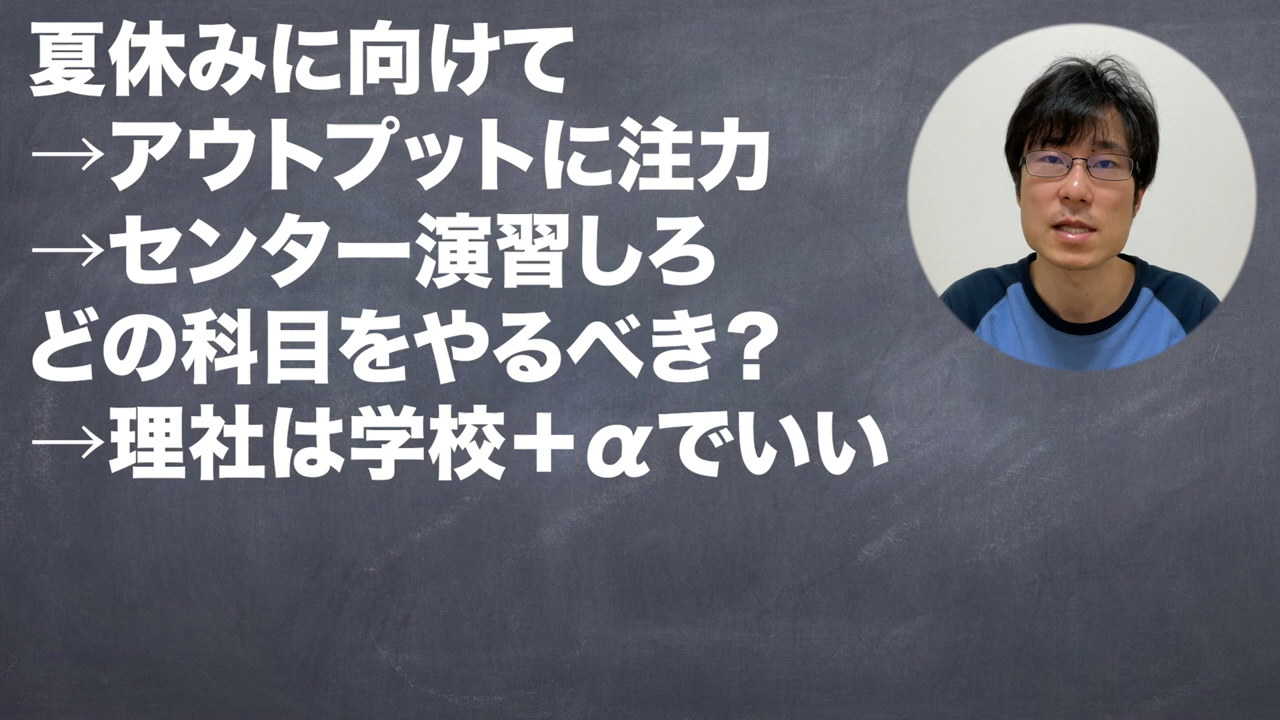 夏休みに向けて
→アウトプットに注力
→センター演習しろ
どの科目をやるべき？
→理社は学校＋αでいい